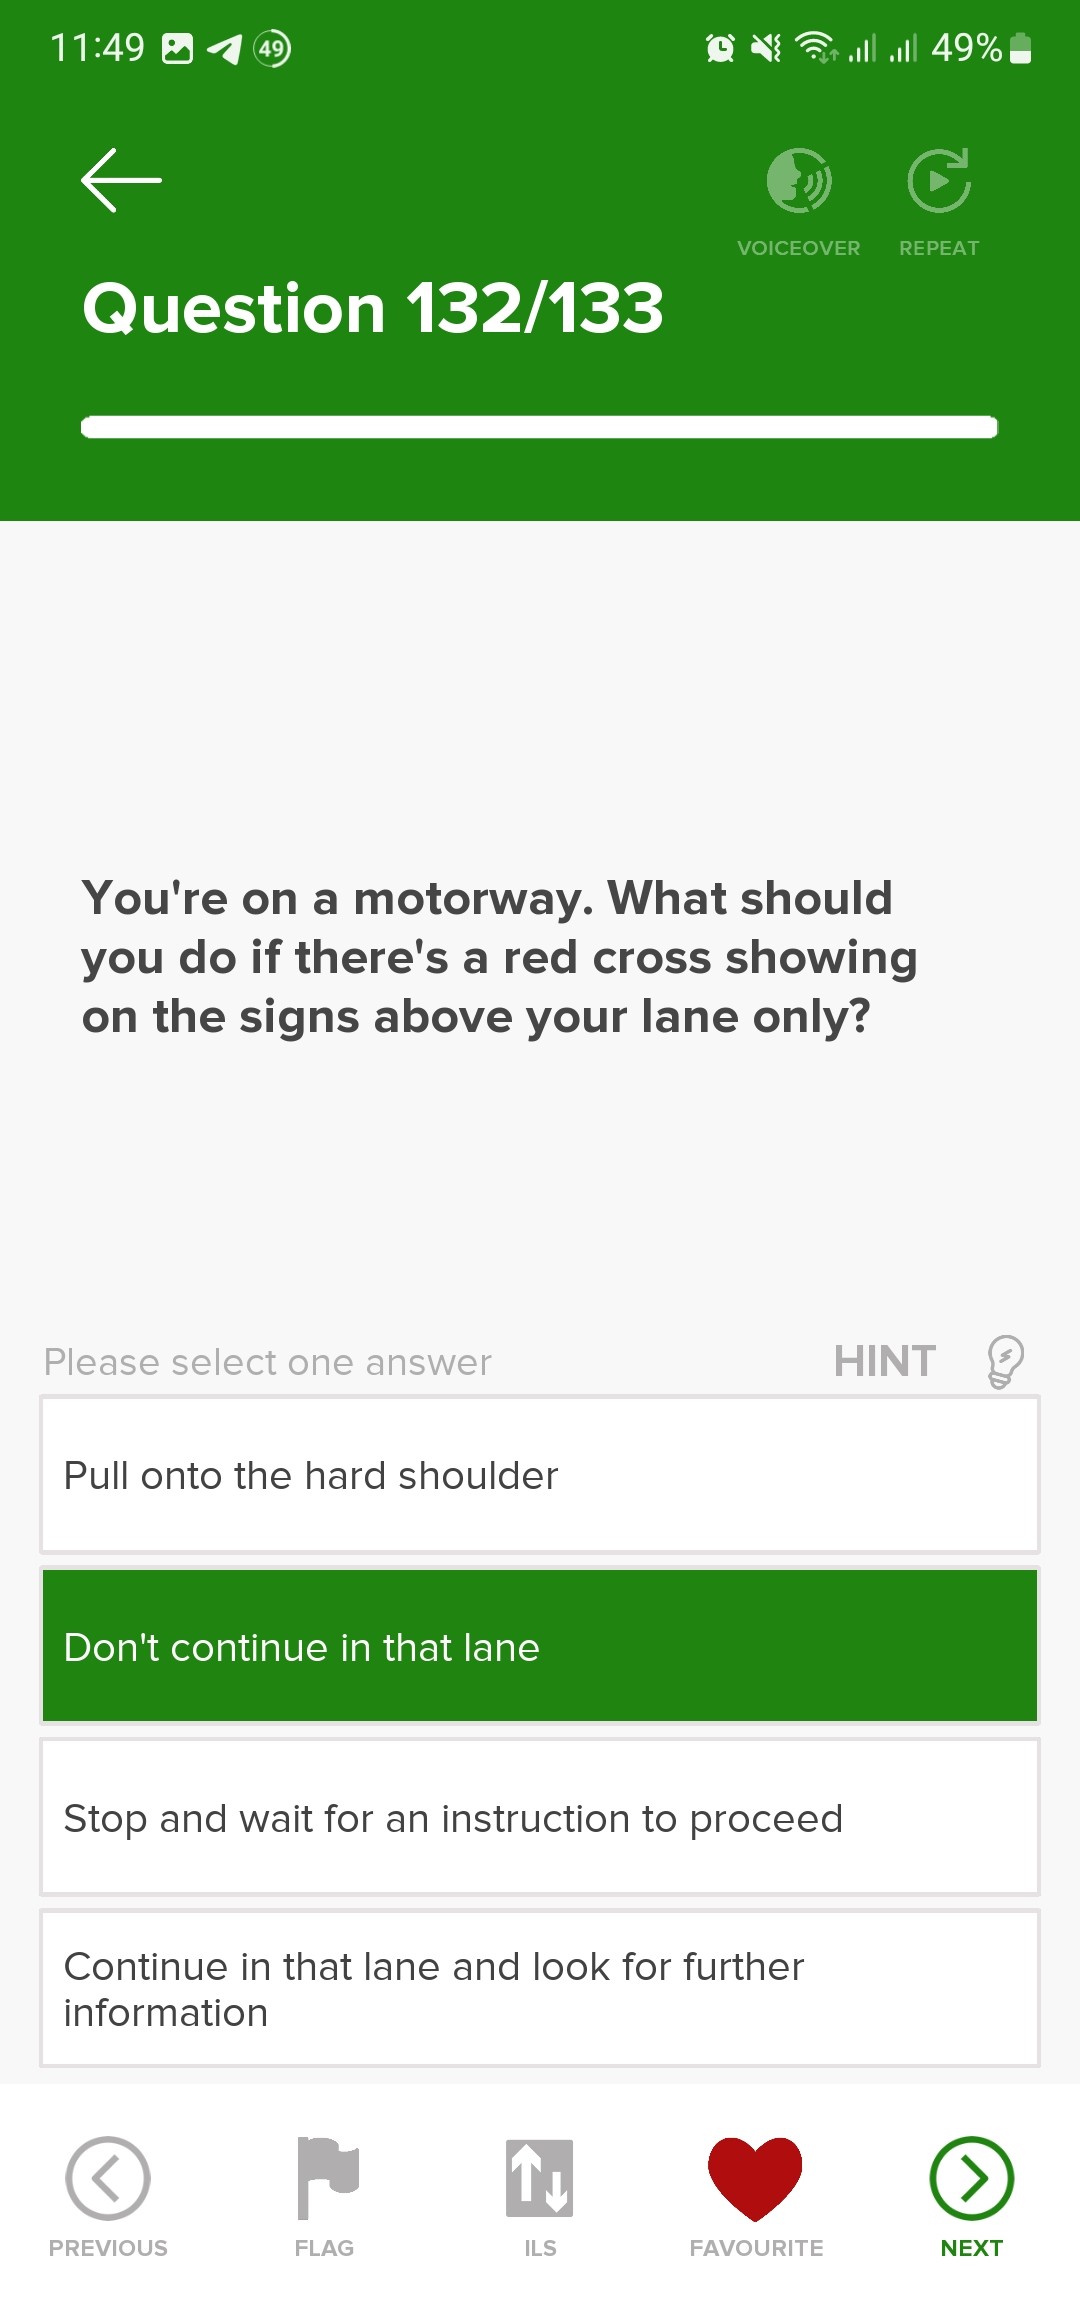 11:49
49
49%
VOICEOVER
REPEAT
Question 132/133
You're on a motorway. What should
you do if there's a red cross showing
on the signs above your lane only?
Please select one answer
HINT
Pull onto the hard shoulder
Don't continue in that lane
Stop and wait for an instruction to proceed
Continue in that lane and look for further
information
PREVIOUS
FLAG
ILS
FAVOURITE
NEXT